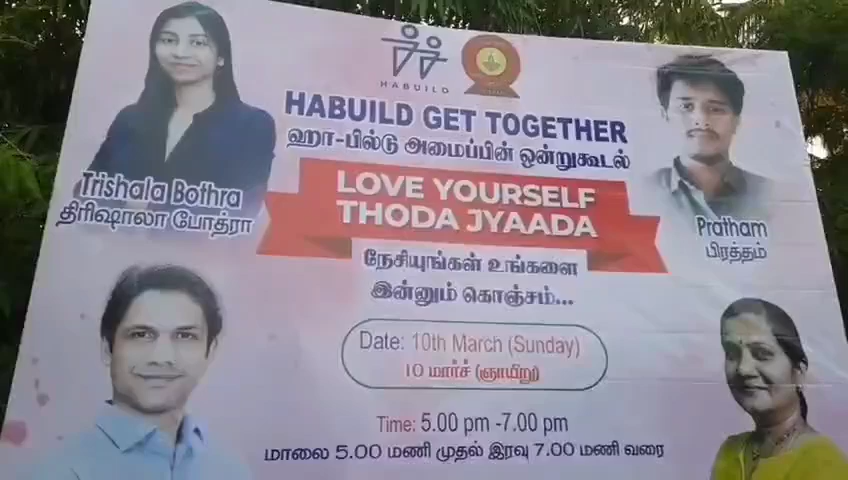 HABUILD
HABUILD GET TOGETHER
ஹா-பில்டு அமைப்பின் ஒன்றுகூடல்
Trishala Bothra
திரிஷாலா போத்ரா
LOVE YOURSELF
THODA JYAADA
Pratham
பிரத்தம்
நேசியுங்கள் உங்களை
இன்னும் கொஞ்சம்...
Date: 10th March (Sunday)
10 மார்ச் (ஞாயிறு)
Time: 5.00 pm -7.00 pm
மாலை 5.00 மணி முதல் இரவு 7.00 மணி வரை